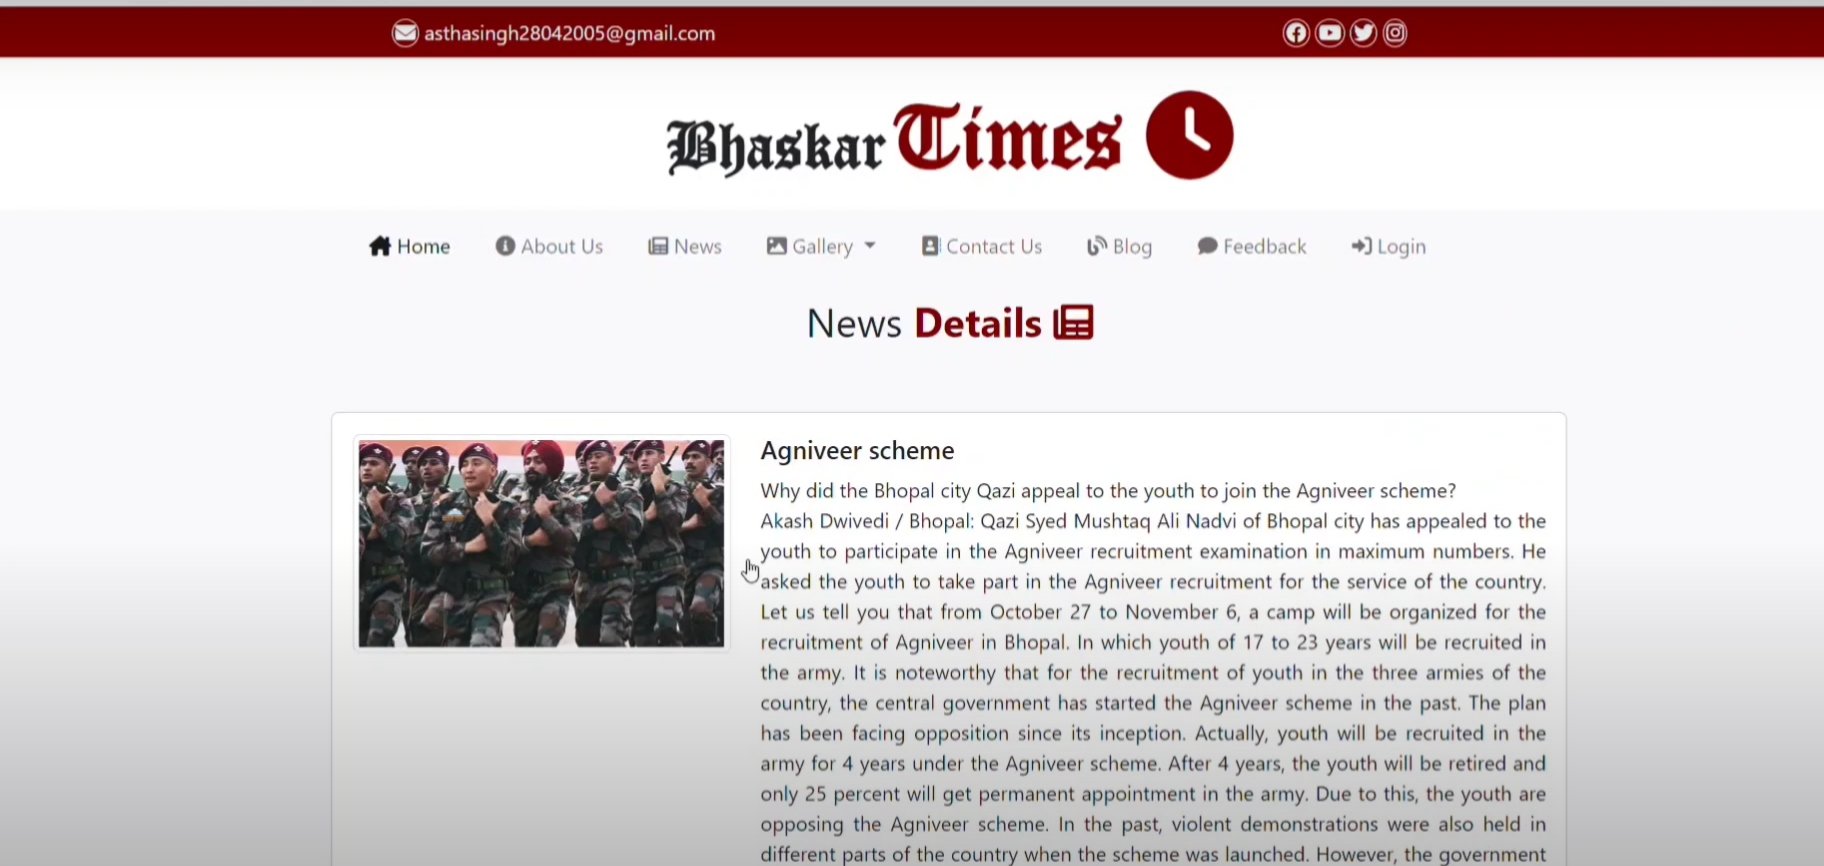 asthasingh28042005@gmail.com
Bhaskar Times
Home About Us News Gallery Contact Us Blog Feedback Login
News Details
Agniveer scheme
Why did the Bhopal city Qazi appeal to the youth to join the Agniveer scheme?
Akash Dwivedi / Bhopal: Qazi Syed Mushtaq Ali Nadvi of Bhopal city has appealed to the
youth to participate in the Agniveer recruitment examination in maximum numbers. He
asked the youth to take part in the Agniveer recruitment for the service of the country.
Let us tell you that from October 27 to November 6, a camp will be organized for the
recruitment of Agniveer in Bhopal. In which youth of 17 to 23 years will be recruited in
the army. It is noteworthy that for the recruitment of youth in the three armies of the
country, the central government has started the Agniveer scheme in the past. The plan
has been facing opposition since its inception. Actually, youth will be recruited in the
army for 4 years under the Agniveer scheme. After 4 years, the youth will be retired and
only 25 percent will get permanent appointment in the army. Due to this, the youth are
opposing the Agniveer scheme. In the past, violent demonstrations were also held in
different parts of the country when the scheme was launched. However, the government